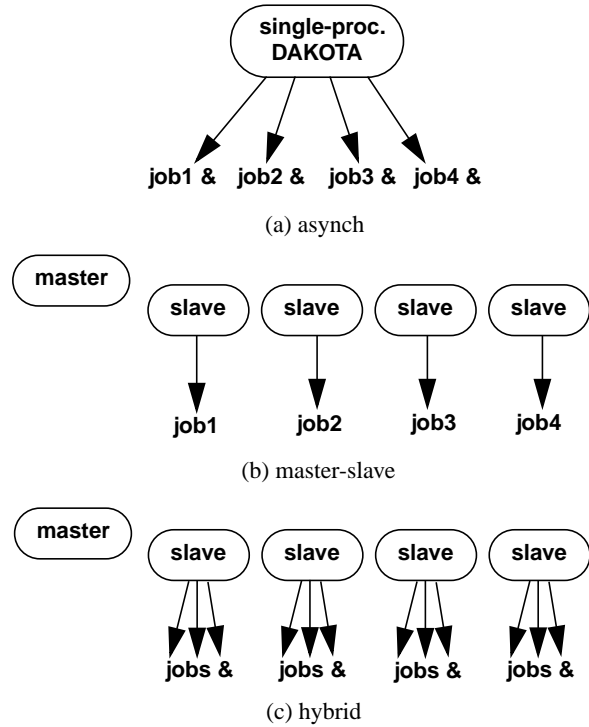 single-proc.
DAKOTA
job1 & job2 & job3 & job4 &
(a) asynch
master
slave slave slave slave
job1 job2 job3 job4
(b) master-slave
master
slave slave slave slave
jobs & jobs & jobs & jobs &
(c) hybrid